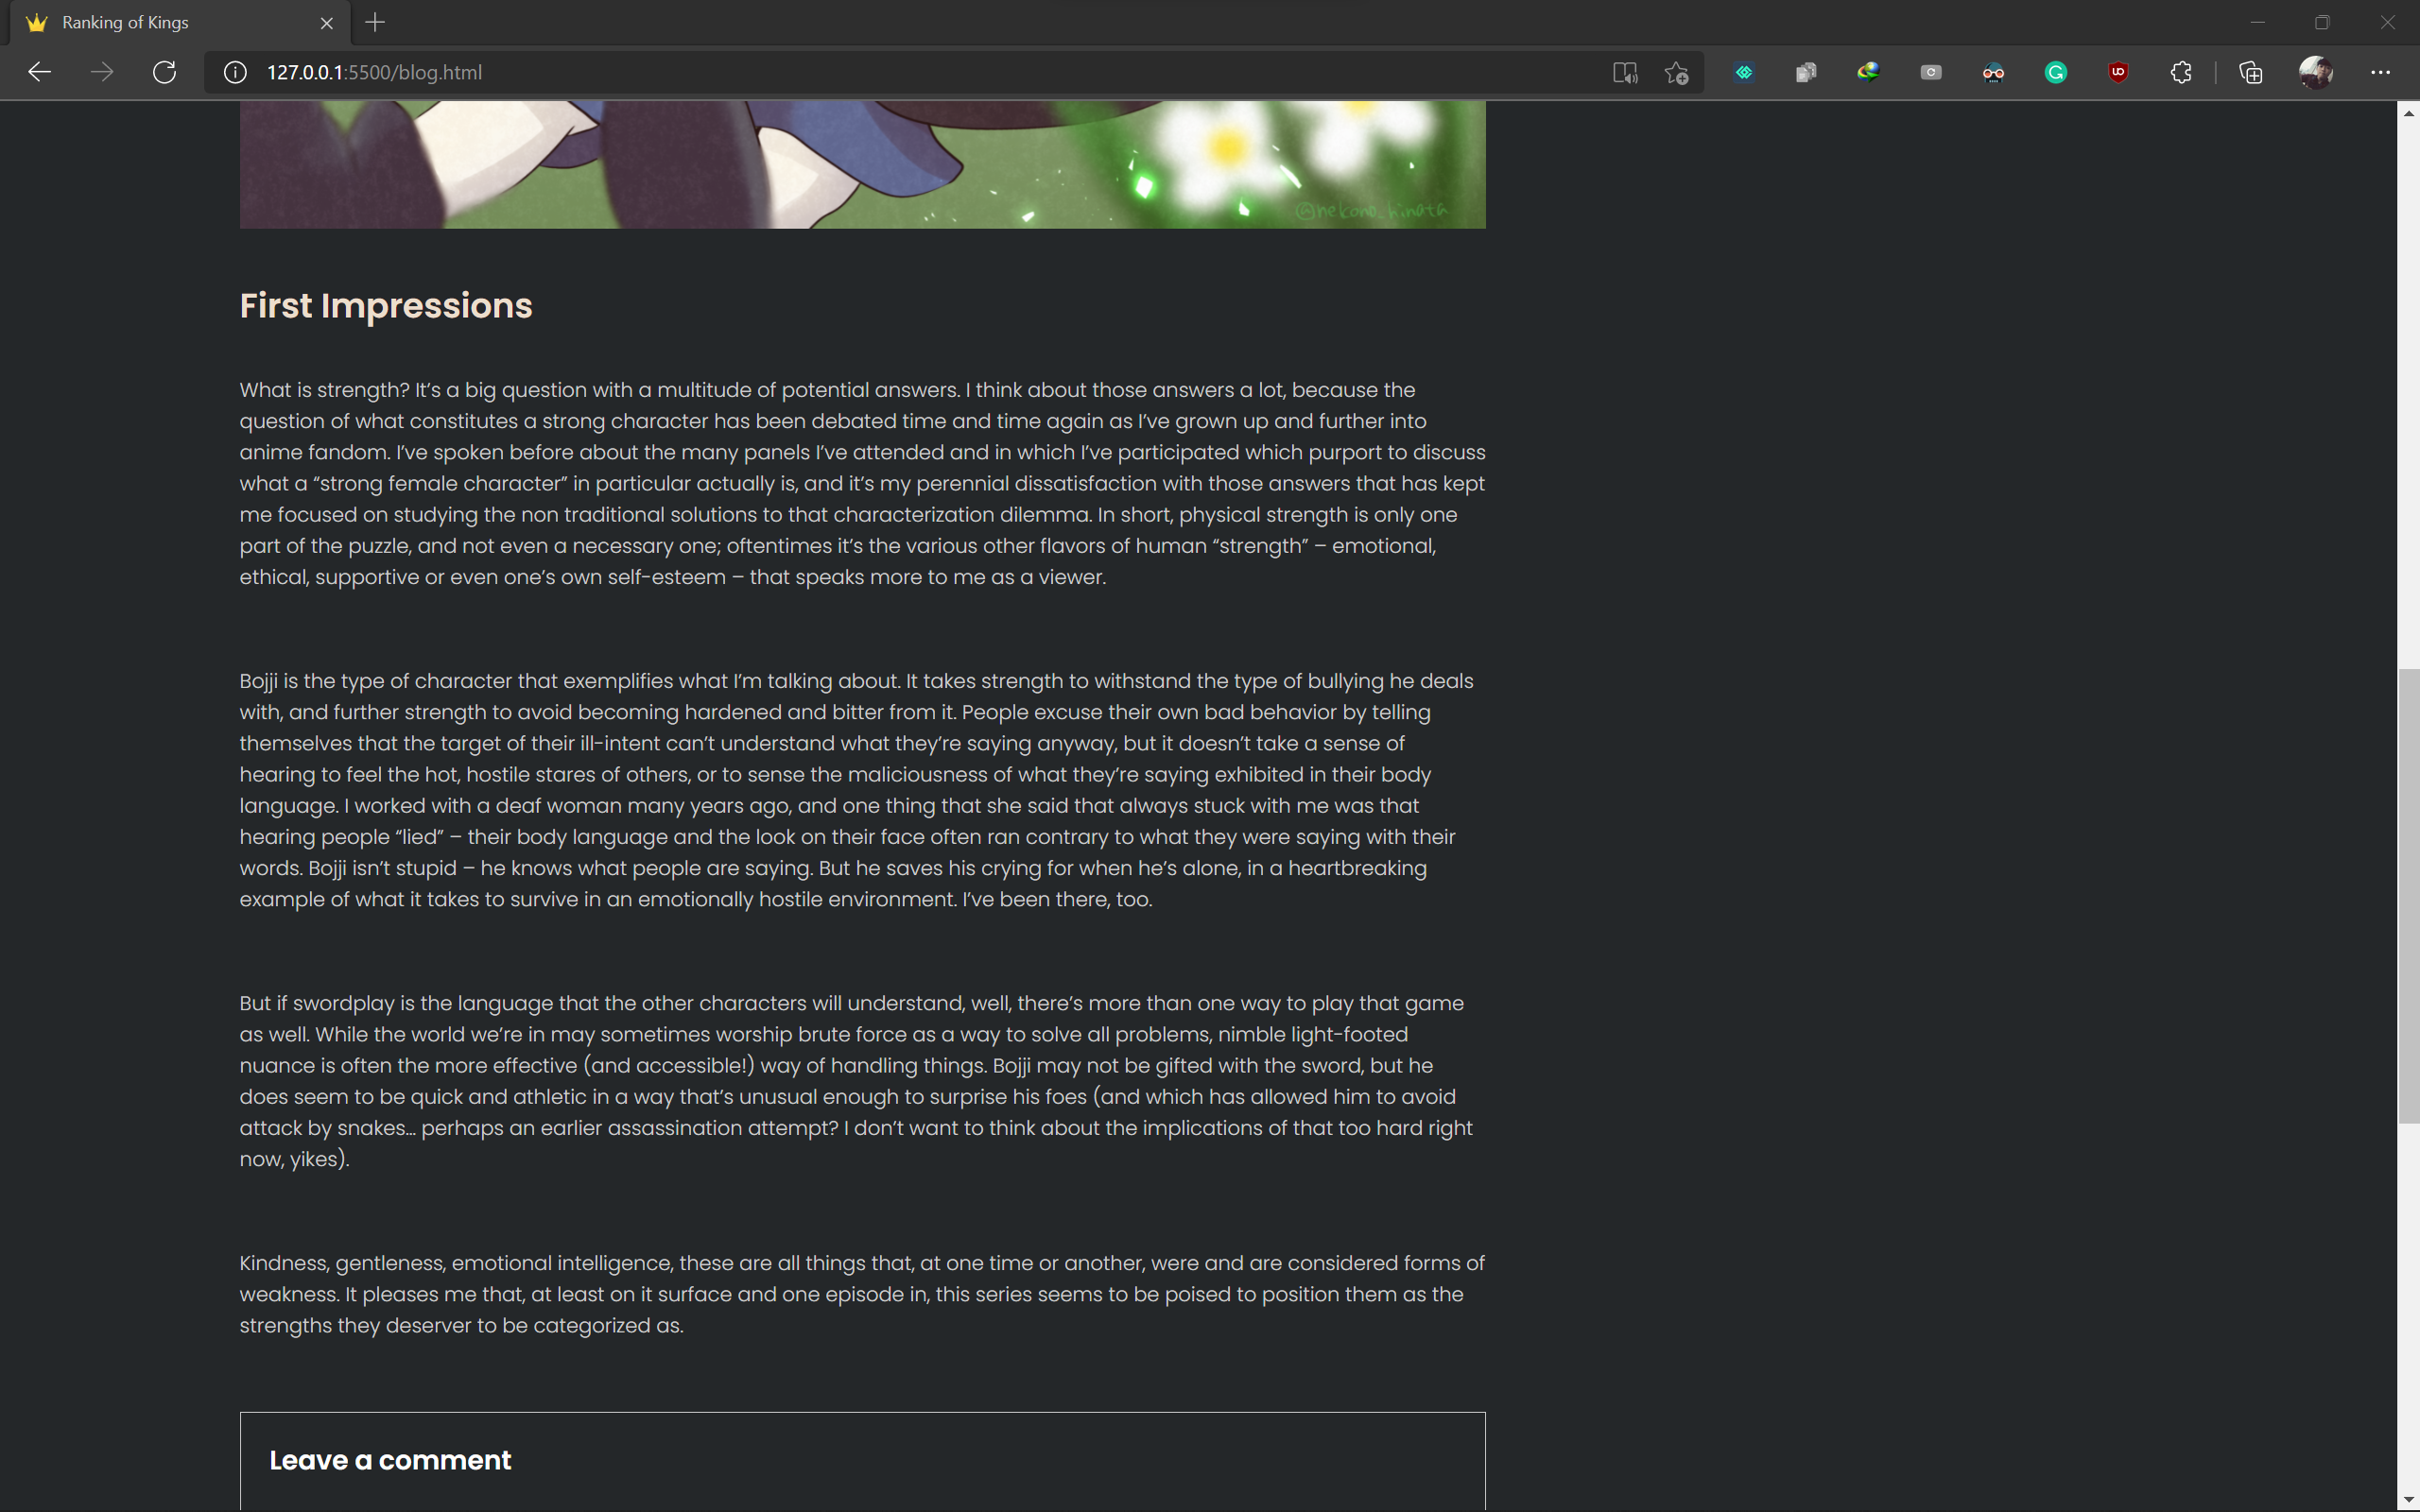 Ranking of Kings
127.0.0.1:5500/blog.html
@nekono_hinata
First Impressions
What is strength? It’s a big question with a multitude of potential answers. I think about those answers a lot, because the
question of what constitutes a strong character has been debated time and time again as I’ve grown up and further into
anime fandom. I’ve spoken before about the many panels I’ve attended and in which I’ve participated which purport to discuss
what a “strong female character” in particular actually is, and it’s my perennial dissatisfaction with those answers that has kept
me focused on studying the non traditional solutions to that characterization dilemma. In short, physical strength is only one
part of the puzzle, and not even a necessary one; oftentimes it’s the various other flavors of human “strength” – emotional,
ethical, supportive or even one’s own self-esteem – that speaks more to me as a viewer.
Bojji is the type of character that exemplifies what I’m talking about. It takes strength to withstand the type of bullying he deals
with, and further strength to avoid becoming hardened and bitter from it. People excuse their own bad behavior by telling
themselves that the target of their ill-intent can’t understand what they’re saying anyway, but it doesn’t take a sense of
hearing to feel the hot, hostile stares of others, or to sense the maliciousness of what they’re saying exhibited in their body
language. I worked with a deaf woman many years ago, and one thing that she said that always stuck with me was that
hearing people “lied” – their body language and the look on their face often ran contrary to what they were saying with their
words. Bojji isn’t stupid – he knows what people are saying. But he saves his crying for when he’s alone, in a heartbreaking
example of what it takes to survive in an emotionally hostile environment. I’ve been there, too.
But if swordplay is the language that the other characters will understand, well, there’s more than one way to play that game
as well. While the world we’re in may sometimes worship brute force as a way to solve all problems, nimble light-footed
nuance is often the more effective (and accessible!) way of handling things. Bojji may not be gifted with the sword, but he
does seem to be quick and athletic in a way that’s unusual enough to surprise his foes (and which has allowed him to avoid
attack by snakes… perhaps an earlier assassination attempt? I don’t want to think about the implications of that too hard right
now, yikes).
Kindness, gentleness, emotional intelligence, these are all things that, at one time or another, were and are considered forms of
weakness. It pleases me that, at least on it surface and one episode in, this series seems to be poised to position them as the
strengths they deserver to be categorized as.
Leave a comment